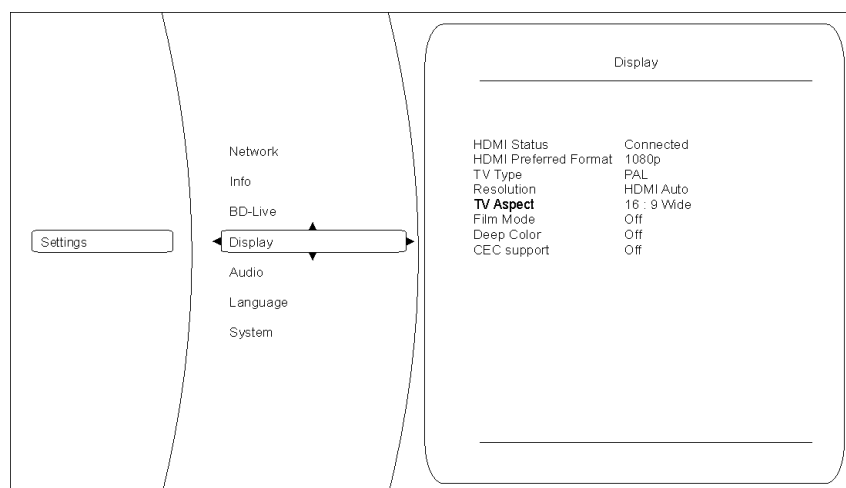 Settings
Network
Info
BD-Live
Display
Audio
Language
System
Display
HDMI Status Connected
HDMI Preferred Format 1080p
TV Type PAL
Resolution HDMI Auto
TV Aspect 16 : 9 Wide
Film Mode Off
Deep Color Off
CEC support Off